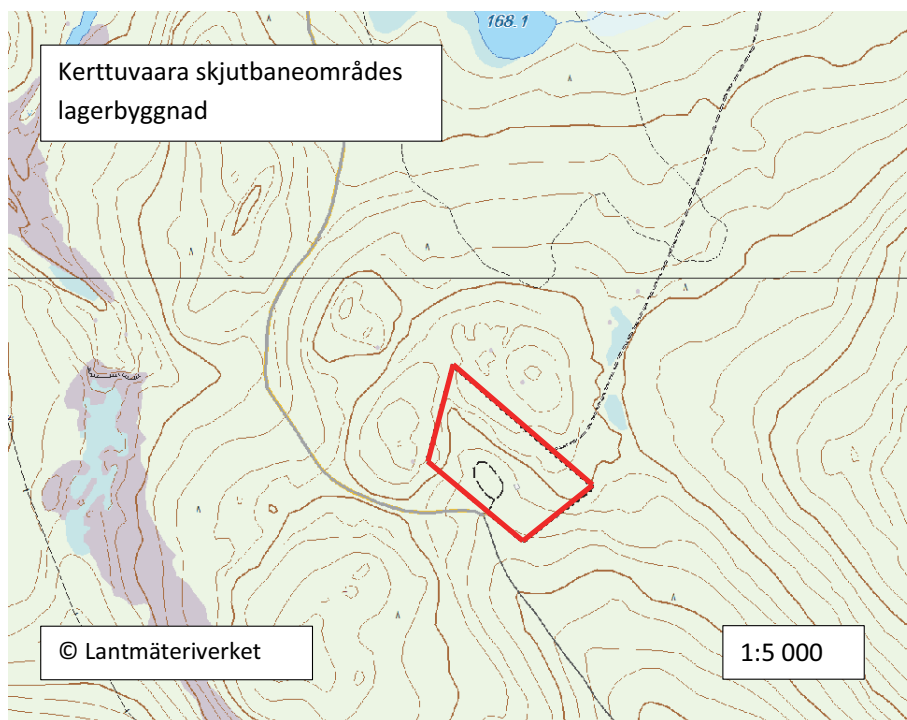 168.1
Kerttuvaara skjutbaneområdes
lagerbyggnad
© Lantmäteriverket
1:5 000